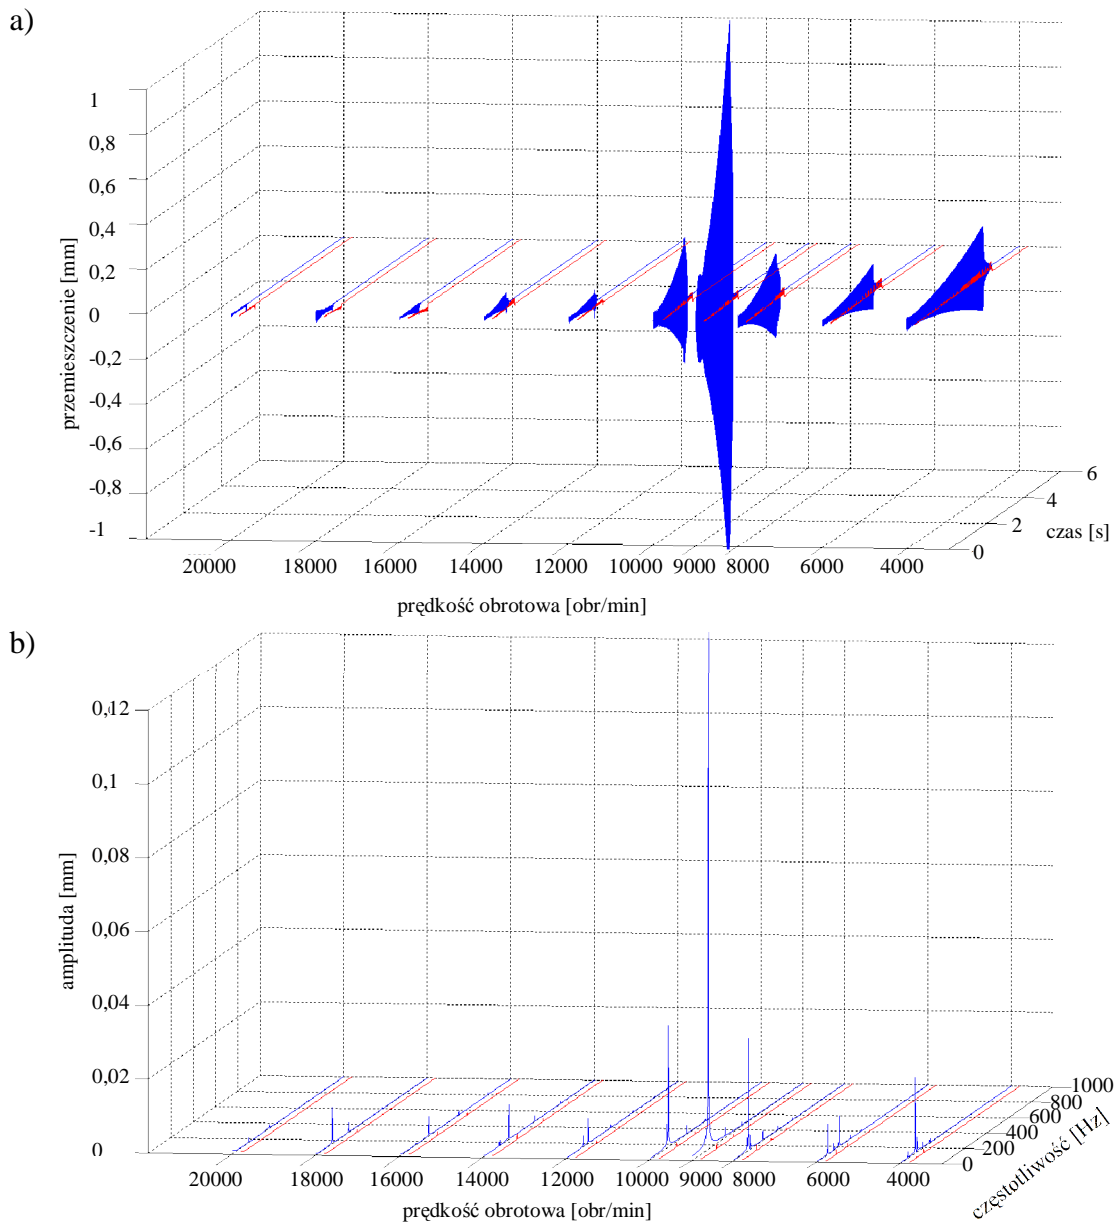 a)
1
0,8
0,6
0,4
0,2
0
-0,2
-0,4
-0,6
-0,8
-1
przemieszczenie [mm]
6
4
2
0
czas [s]
20000 18000 16000 14000 12000 10000 9000 8000 6000 4000
prędkość obrotowa [obr/min]
b)
0,12
0,1
0,08
0,06
0,04
0,02
0
amplituda [mm]
1000
800
600
400
200
0
częstotliwość [Hz]
20000 18000 16000 14000 12000 10000 9000 8000 6000 4000
prędkość obrotowa [obr/min]